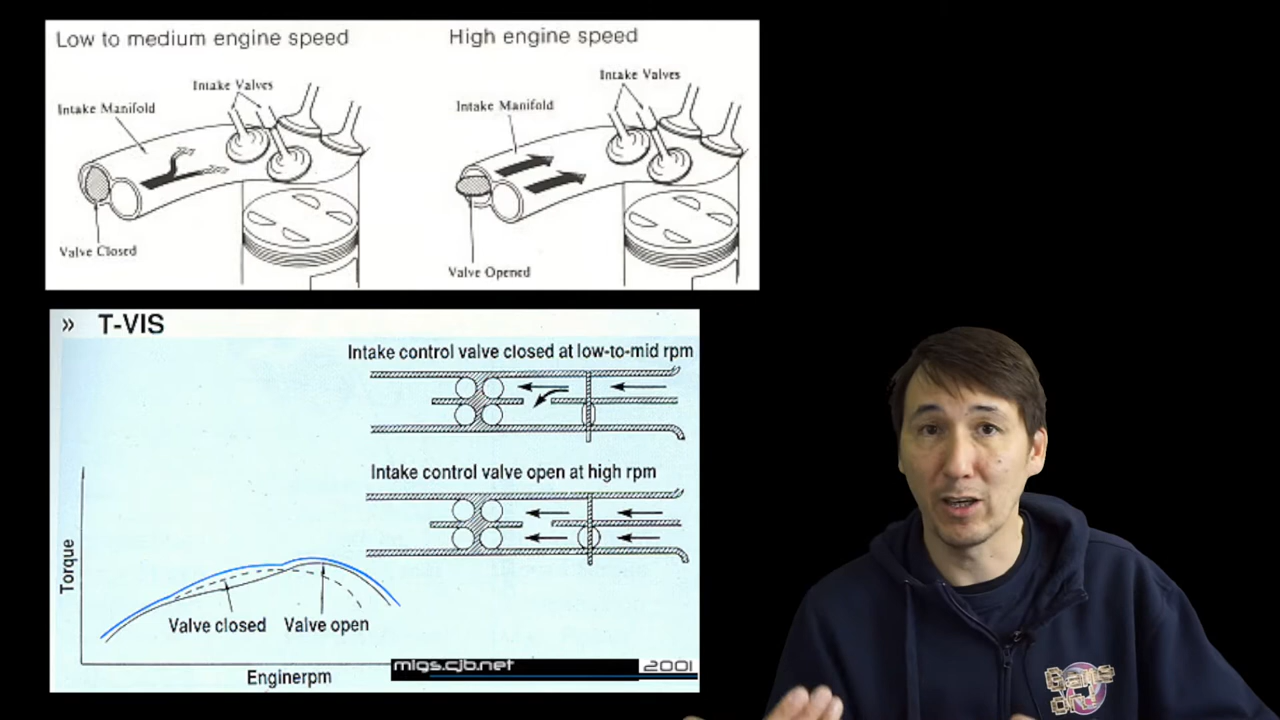 Low to medium engine speed
High engine speed
Intake Valves
Intake Manifold
Valve Closed
Intake Valves
Intake Manifold
Valve Opened
» T-VIS
Intake control valve closed at low-to-mid rpm
Intake control valve open at high rpm
Torque
Valve closed
Valve open
Enginerpm
migs.cjb.net
2001
Game
on!